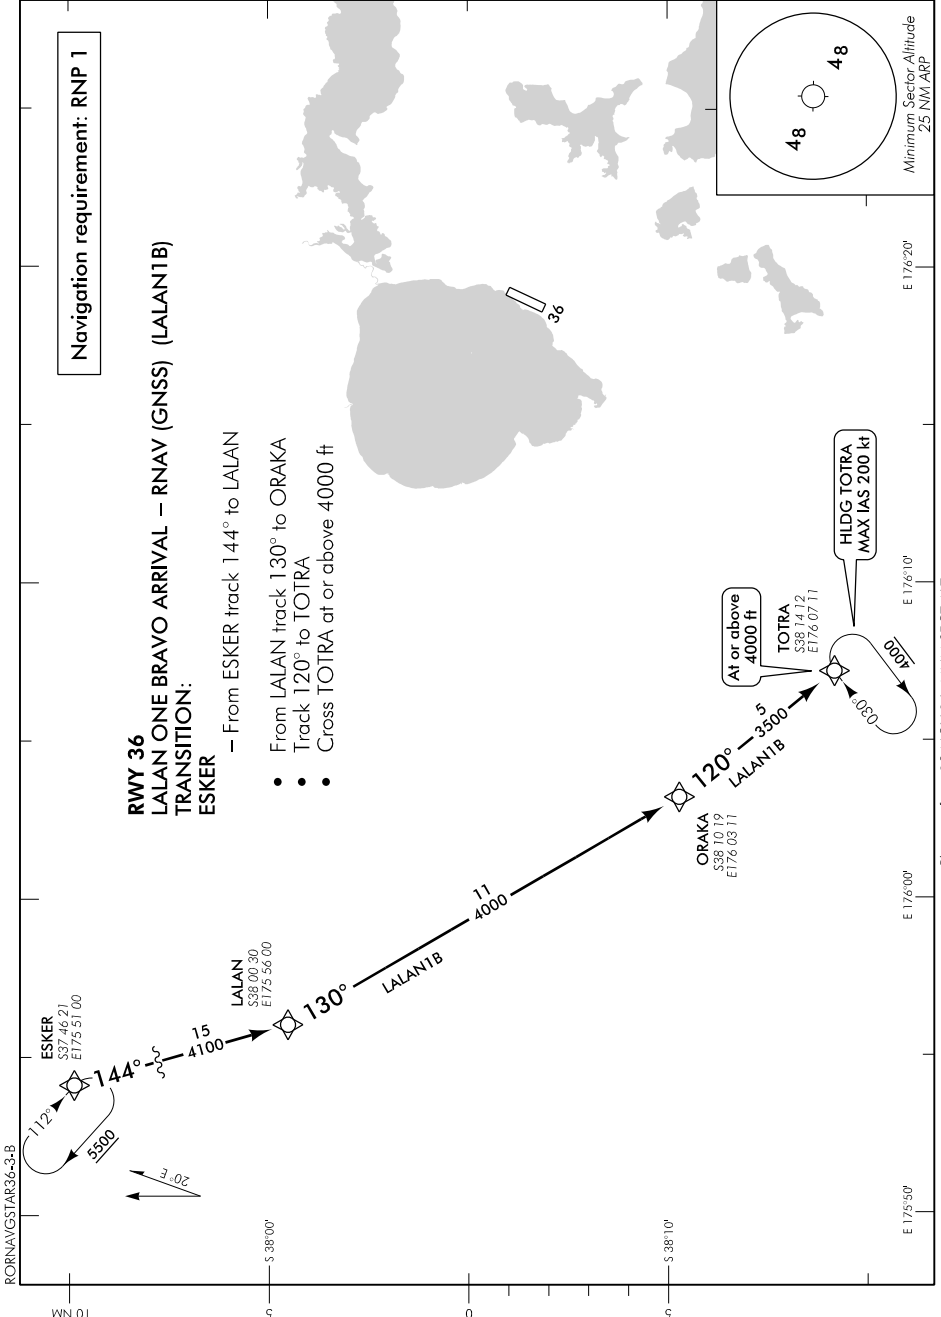 RORNAVGSTAR36-3-B
Navigation requirement: RNP 1
RWY 36
LALAN ONE BRAVO ARRIVAL – RNAV (GNSS) (LALAN1B)
TRANSITION:
ESKER
– From ESKER track 144° to LALAN
• From LALAN track 130° to ORAKA
• Track 120° to TOTRA
• Cross TOTRA at or above 4000 ft
ESKER
S37 46 21
E175 51 00
112°
5500
144°
15
4100
20° E
LALAN
S38 00 30
E175 56 00
130°
LALAN1B
11
4000
ORAKA
S38 10 19
E176 03 11
120°
LALAN1B
5
3500
At or above
4000 ft
TOTRA
S38 14 12
E176 07 11
HLDG TOTRA
MAX IAS 200 kt
030°
4000
36
48
48
Minimum Sector Altitude
25 NM ARP
S 38°00'
S 38°10'
E 175°50'
E 176°00'
E 176°10'
E 176°20'
10 NM
5
0
5